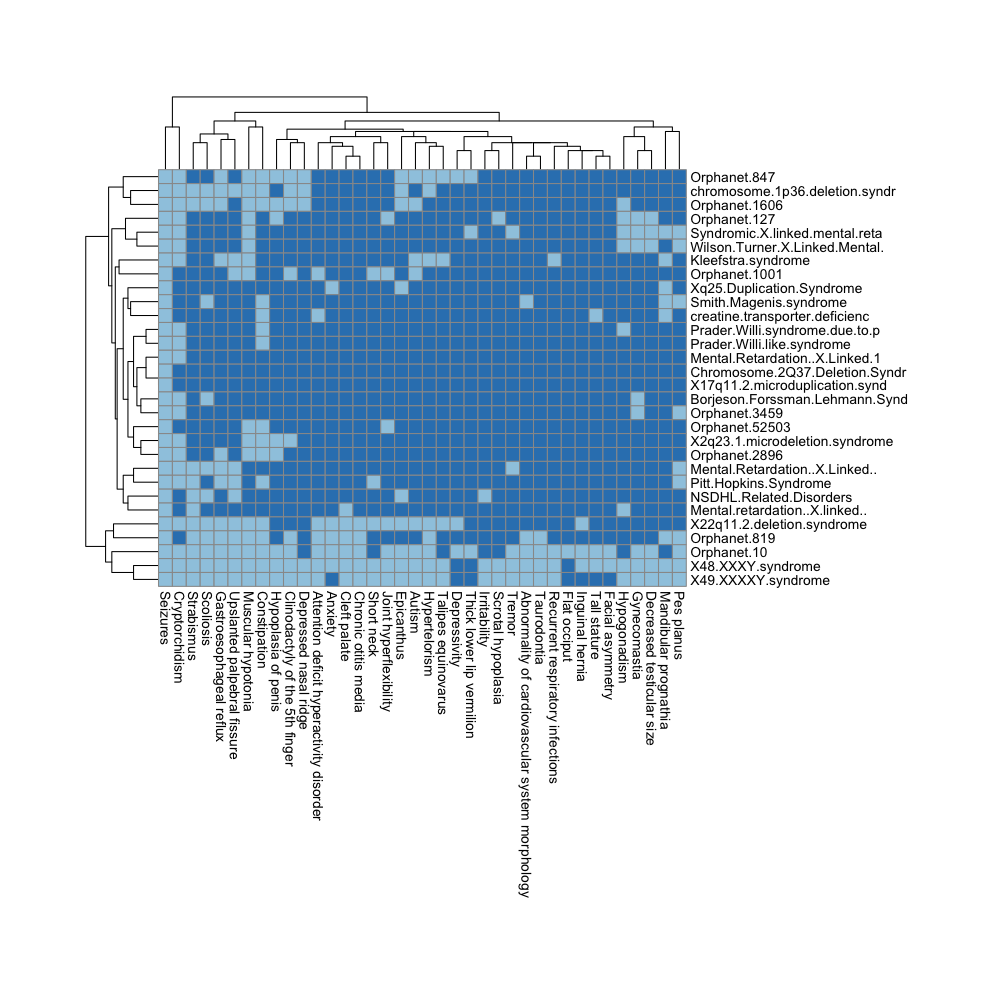 Orphanet.847
chromosome.1p36.deletion.syndr
Orphanet.1606
Orphanet.127
Syndromic.X.linked.mental.reta
Wilson.Turner.X.Linked.Mental.
Kleefstra.syndrome
Orphanet.1001
Xq25.Duplication.Syndrome
Smith.Magenis.syndrome
creatine.transporter.deficienc
Prader.Willi.syndrome.due.to.p
Prader.Willi.like.syndrome
Mental.Retardation..X.Linked.1
Chromosome.2Q37.Deletion.Syndr
X17q11.2.microduplication.synd
Borjeson.Forssman.Lehmann.Synd
Orphanet.3459
Orphanet.52503
X2q23.1.microdeletion.syndrome
Orphanet.2896
Mental.Retardation..X.Linked..
Pitt.Hopkins.Syndrome
NSDHL.Related.Disorders
Mental.retardation..X.linked..
X22q11.2.deletion.syndrome
Orphanet.819
Orphanet.10
X48.XXXY.syndrome
X49.XXXXY.syndrome
Seizures
Cryptorchidism
Strabismus
Scoliosis
Gastroesophageal reflux
Upslanted palpebral fissure
Muscular hypotonia
Constipation
Hypoplasia of penis
Clinodactyly of the 5th finger
Depressed nasal ridge
Attention deficit hyperactivity disorder
Anxiety
Cleft palate
Chronic otitis media
Short neck
Joint hyperflexibility
Epicanthus
Autism
Hypertelorism
Talipes equinovarus
Depressivity
Thick lower lip vermilion
Irritability
Scrotal hypoplasia
Tremor
Abnormality of cardiovascular system morphology
Taurodontia
Recurrent respiratory infections
Flat occiput
Inguinal hernia
Tall stature
Facial asymmetry
Hypogonadism
Gynecomastia
Decreased testicular size
Mandibular prognathia
Pes planus